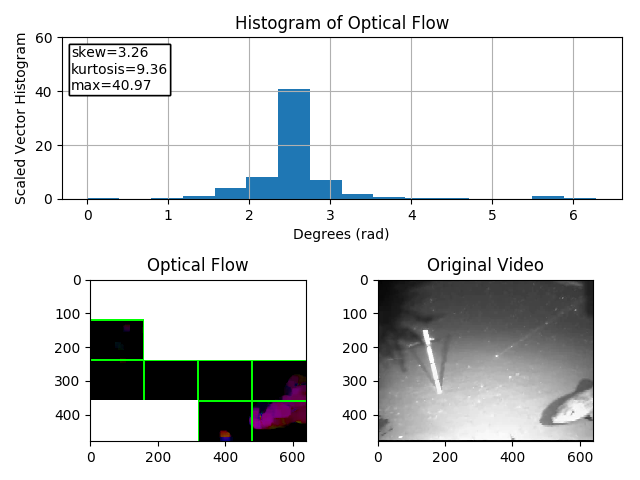 Histogram of Optical Flow
Scaled Vector Histogram
60
40
20
0
skew=3.26
kurtosis=9.36
max=40.97
0 1 2 3 4 5 6
Degrees (rad)
Optical Flow
0
100
200
300
400
0 200 400 600
Original Video
0
100
200
300
400
0 200 400 600